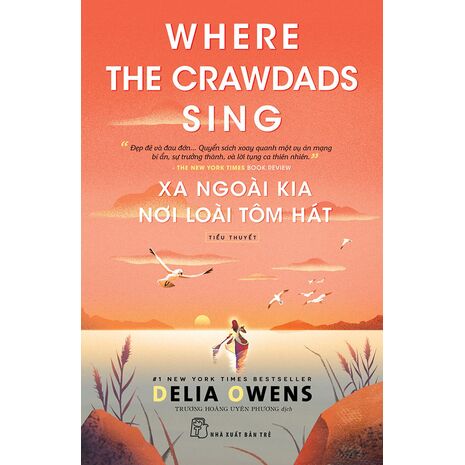 WHERE
THE CRAWDADS
SING
“Đẹp đẽ và đau đớn... Quyển sách xoay quanh một vụ án mạng
bí ẩn, sự trưởng thành, và lời tụng ca thiên nhiên.”
- THE NEW YORK TIMES BOOK REVIEW
XA NGOÀI KIA
NƠI LOÀI TÔM HÁT
TIỂU THUYẾT
#1 NEW YORK TIMES BESTSELLER
DELIA OWENS
TRƯƠNG HOÀNG UYÊN PHƯƠNG dịch
NHÀ XUẤT BẢN TRẺ